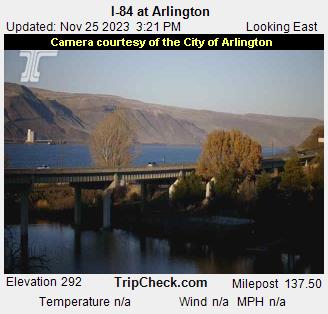 I-84 at Arlington
Updated: Nov 25 2023 3:21 PM Looking East
Camera courtesy of the City of Arlington
Elevation 292 TripCheck.com Milepost 137.50
Temperature n/a Wind n/a MPH n/a